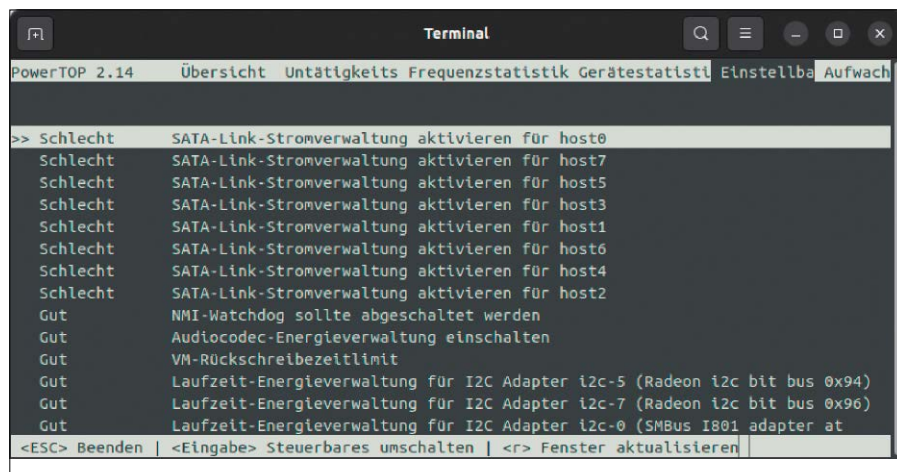 Terminal
PowerTOP 2.14 Übersicht Untätigkeits Frequenzstatistik Gerätestatisti Einstellba Aufwach
>> Schlecht SATA-Link-Stromverwaltung aktivieren für host0
Schlecht SATA-Link-Stromverwaltung aktivieren für host7
Schlecht SATA-Link-Stromverwaltung aktivieren für host5
Schlecht SATA-Link-Stromverwaltung aktivieren für host3
Schlecht SATA-Link-Stromverwaltung aktivieren für host1
Schlecht SATA-Link-Stromverwaltung aktivieren für host6
Schlecht SATA-Link-Stromverwaltung aktivieren für host4
Schlecht SATA-Link-Stromverwaltung aktivieren für host2
Gut NMI-Watchdog sollte abgeschaltet werden
Gut Audiocodec-Energieverwaltung einschalten
Gut VM-Rückschreibezeitlimit
Gut Laufzeit-Energieverwaltung für I2C Adapter i2c-5 (Radeon i2c bit bus 0x94)
Gut Laufzeit-Energieverwaltung für I2C Adapter i2c-7 (Radeon i2c bit bus 0x96)
Gut Laufzeit-Energieverwaltung für I2C Adapter i2c-0 (SMBus I801 adapter at
<ESC> Beenden | <Eingabe> Steuerbares umschalten | <r> Fenster aktualisieren